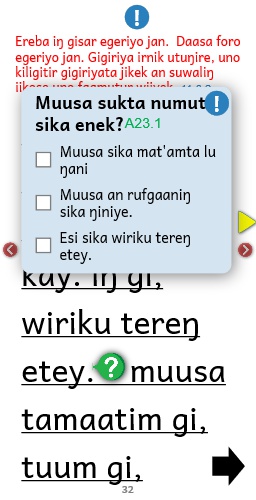 Ereba iŋ gisar egeriyo jan. Daasa foro
egeriyo jan. Gigiriya irnik utuŋire, uno
kiligitir gigiriyata jikek an suwaliŋ
Muusa sukta numut
sika enek? A23.1
Muusa sika mat'amta lu
ŋani
Muusa an rufgaaniŋ
sika ŋiniye.
Esi sika wiriku tereŋ
etey.
kay. iŋ gi,
wiriku tereŋ
etey. ? muusa
tamaatim gi,
tuum gi,
32